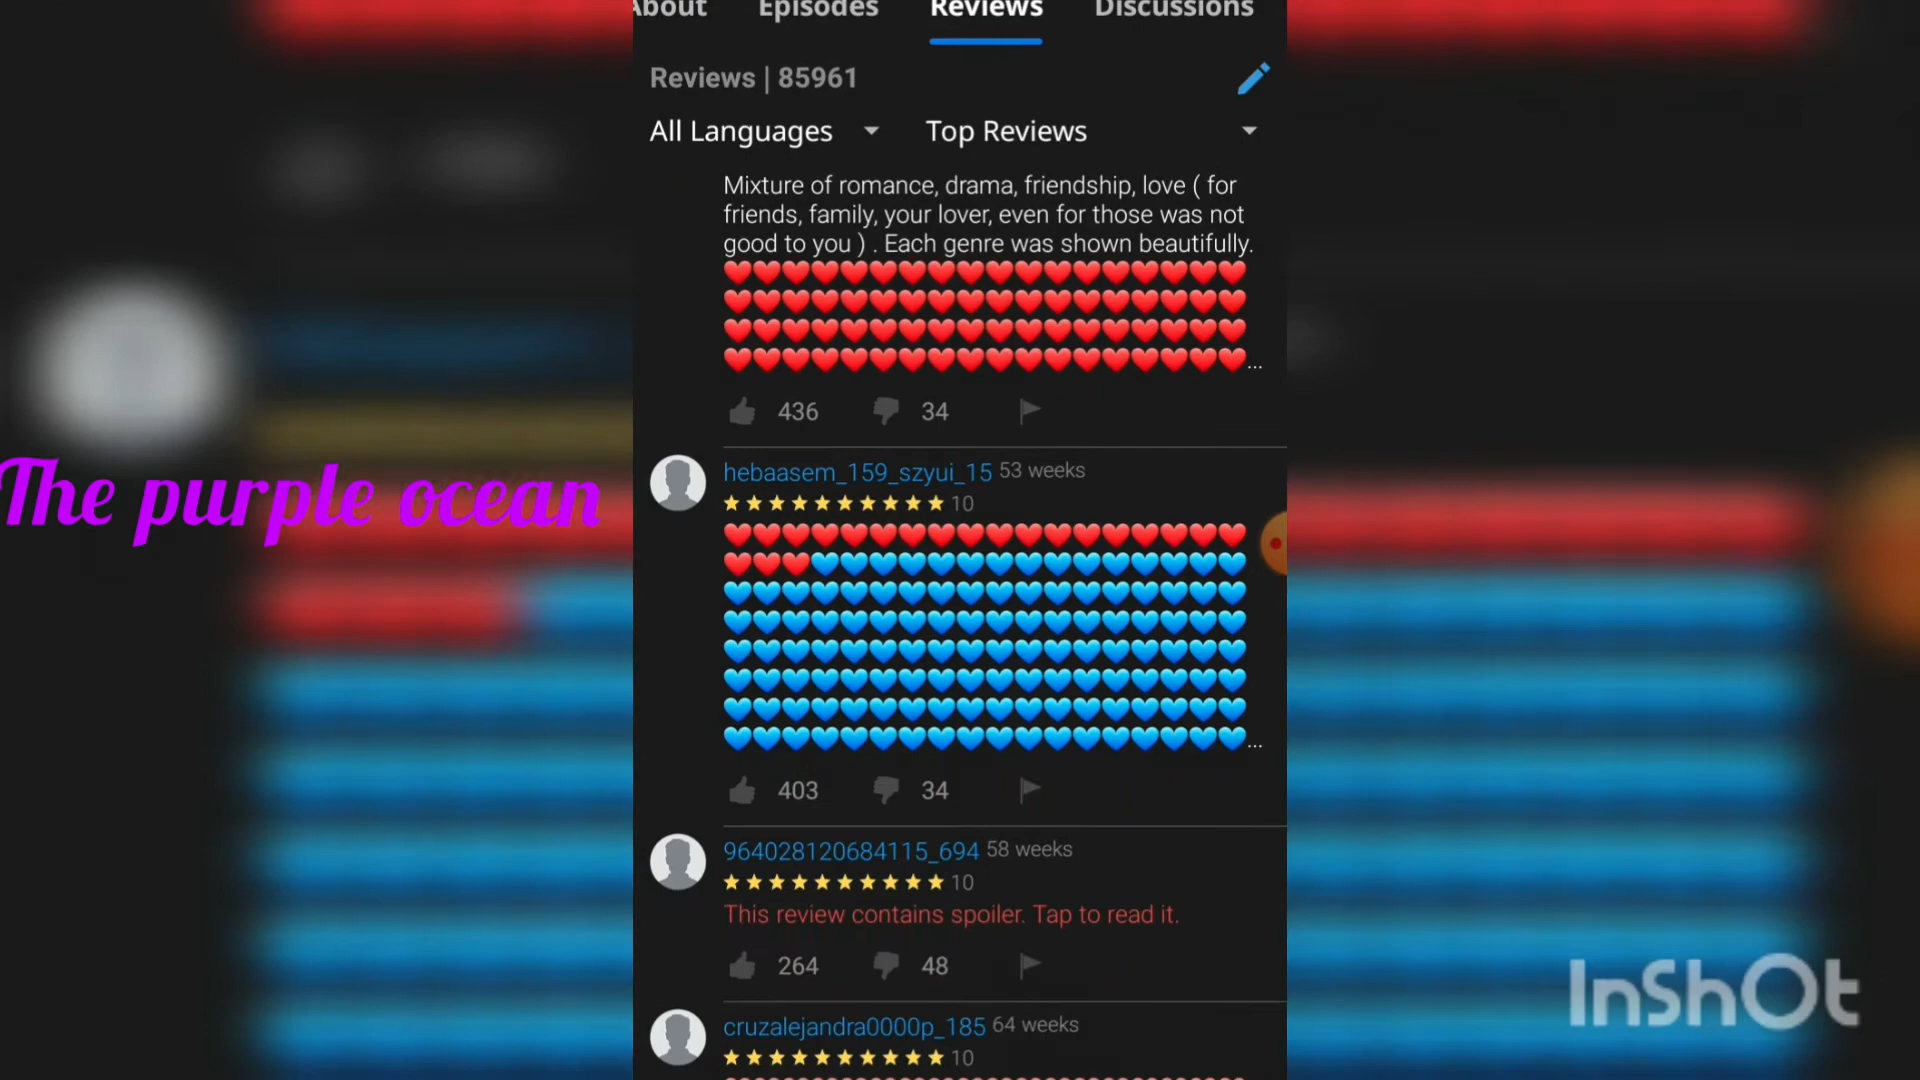 About Episodes Reviews Discussions
Reviews | 85961
All Languages Top Reviews
Mixture of romance, drama, friendship, love ( for
friends, family, your lover, even for those was not
good to you ) . Each genre was shown beautifully.
❤❤❤❤❤❤❤❤❤❤❤❤❤❤❤❤❤❤
❤❤❤❤❤❤❤❤❤❤❤❤❤❤❤❤❤❤
❤❤❤❤❤❤❤❤❤❤❤❤❤❤❤❤❤❤
❤❤❤❤❤❤❤❤❤❤❤❤❤❤❤❤❤❤...
436 34
hebaasem_159_szyui_15 53 weeks
★★★★★★★★★★ 10
❤❤❤❤❤❤❤❤❤❤❤❤❤❤❤❤❤❤
❤❤❤💙💙💙💙💙💙💙💙💙💙💙💙💙💙💙
💙💙💙💙💙💙💙💙💙💙💙💙💙💙💙💙💙💙
💙💙💙💙💙💙💙💙💙💙💙💙💙💙💙💙💙💙
💙💙💙💙💙💙💙💙💙💙💙💙💙💙💙💙💙💙
💙💙💙💙💙💙💙💙💙💙💙💙💙💙💙💙💙💙
💙💙💙💙💙💙💙💙💙💙💙💙💙💙💙💙💙💙
💙💙💙💙💙💙💙💙💙💙💙💙💙💙💙💙💙💙...
The purple ocean
403 34
964028120684115_694 58 weeks
★★★★★★★★★★ 10
This review contains spoiler. Tap to read it.
264 48
cruzalejandra0000p_185 64 weeks
★★★★★★★★★★ 10
InShOt